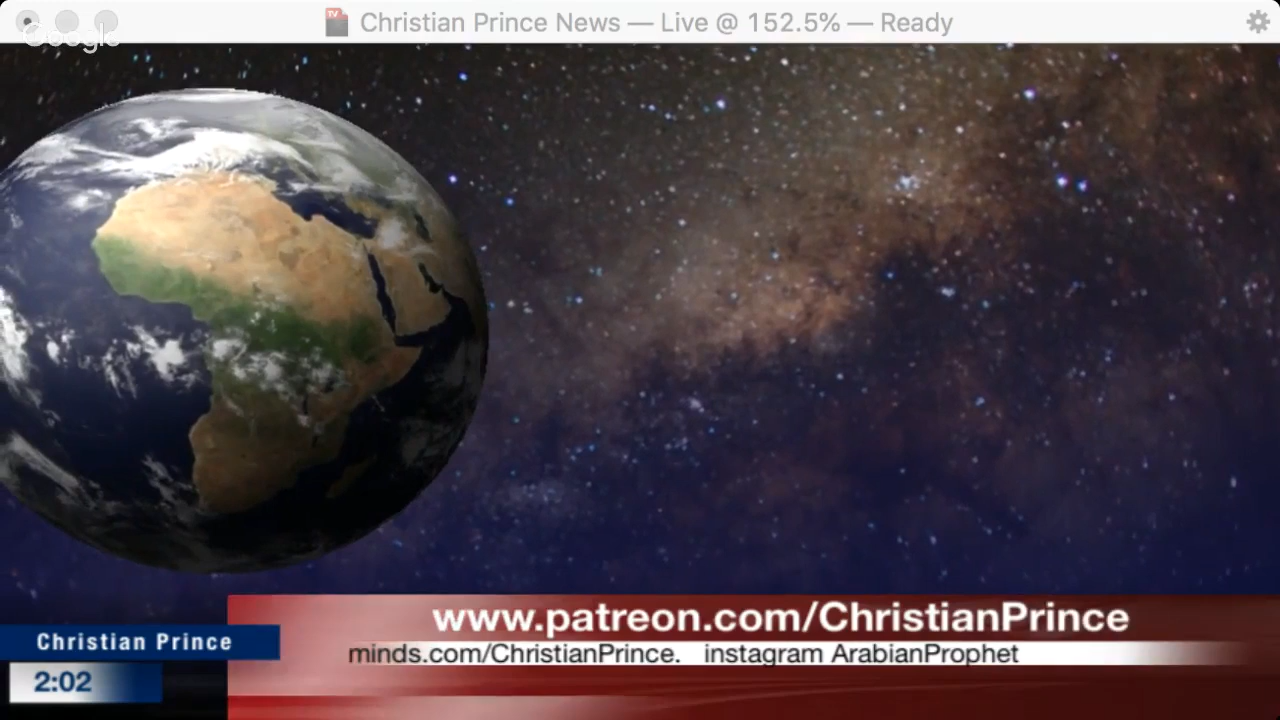 TV
Christian Prince News — Live @ 152.5% — Ready
Google
www.patreon.com/ChristianPrince
Christian Prince
minds.com/ChristianPrince. instagram ArabianProphet
2:02